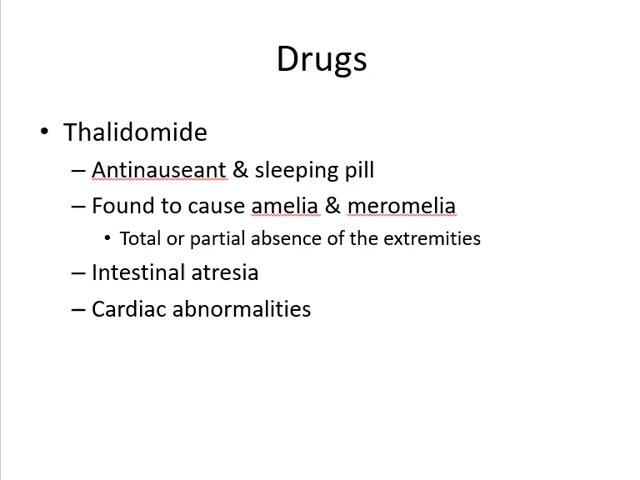 Drugs
• Thalidomide
– Antinauseant & sleeping pill
– Found to cause amelia & meromelia
• Total or partial absence of the extremities
– Intestinal atresia
– Cardiac abnormalities